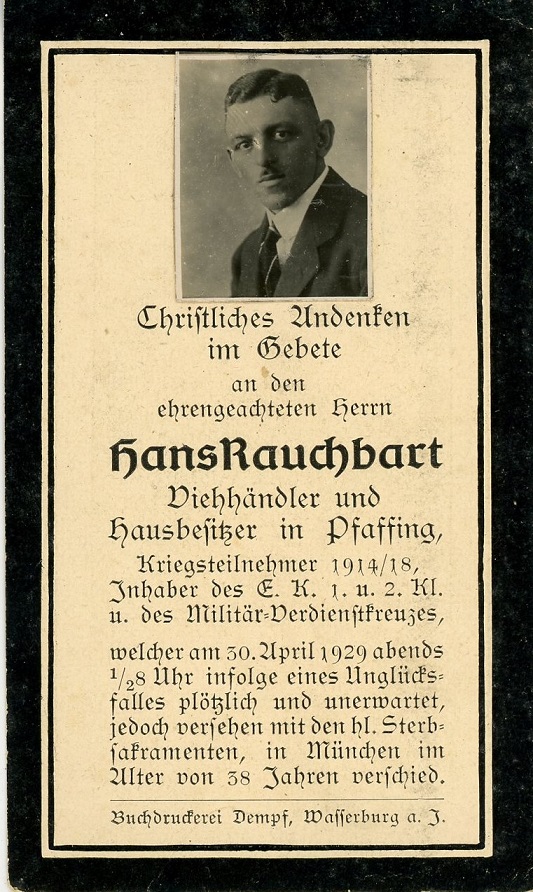 Christliches Andenken
im Gebete
an den
ehrengeachteten Herrn
Hans Rauchbart
Viehhändler und
Hausbesitzer in Pfaffing,
Kriegsteilnehmer 1914/18,
Inhaber des E. K. 1. u. 2. Kl.
u. des Militär-Verdienstkreuzes,
welcher am 30. April 1929 abends
1/28 Uhr infolge eines Unglücks-
falles plötzlich und unerwartet,
jedoch versehen mit den hl. Sterb-
sakramenten, in München im
Alter von 38 Jahren verschied.
Buchdruckerei Dempf, Wasserburg a. J.